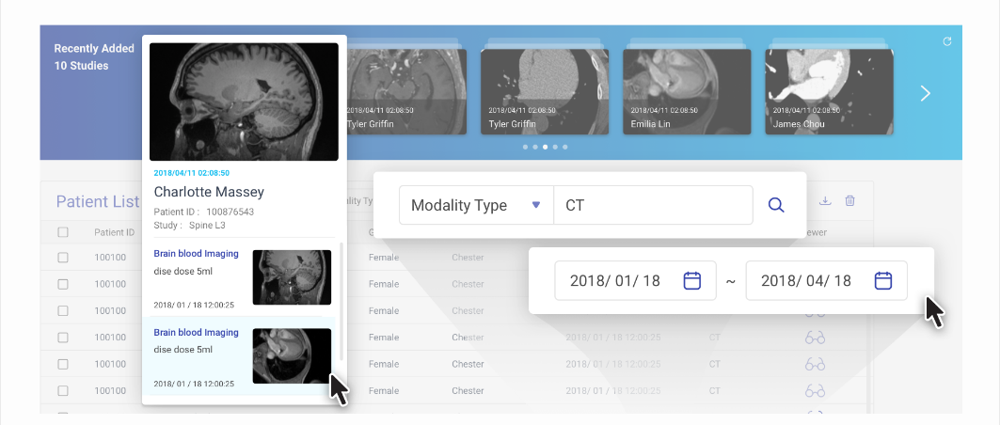 Recently Added
10 Studies
2018/04/11 02:08:50
Tyler Griffin
2018/04/11 02:08:50
Tyler Griffin
2018/04/11 02:08:50
Emilia Lin
2018/04/11 02:08:50
James Chou
2018/04/11 02:08:50
Charlotte Massey
Patient ID : 100876543
Study : Spine L3
Brain blood Imaging
dise dose 5ml
2018/ 01 / 18 12:00:25
Brain blood Imaging
dise dose 5ml
2018/ 01 / 18 12:00:25
Modality Type CT
2018/ 01/ 18 ~ 2018/ 04/ 18
Patient List
Patient ID
100100 Female Chester
100100 Female Chester
100100 Female Chester
100100 Female Chester 2018/ 01 / 18 12:00:25 CT
100100 Female Chester 2018/ 01 / 18 12:00:25 CT
100100 Female Chester 2018/ 01 / 18 12:00:25 CT